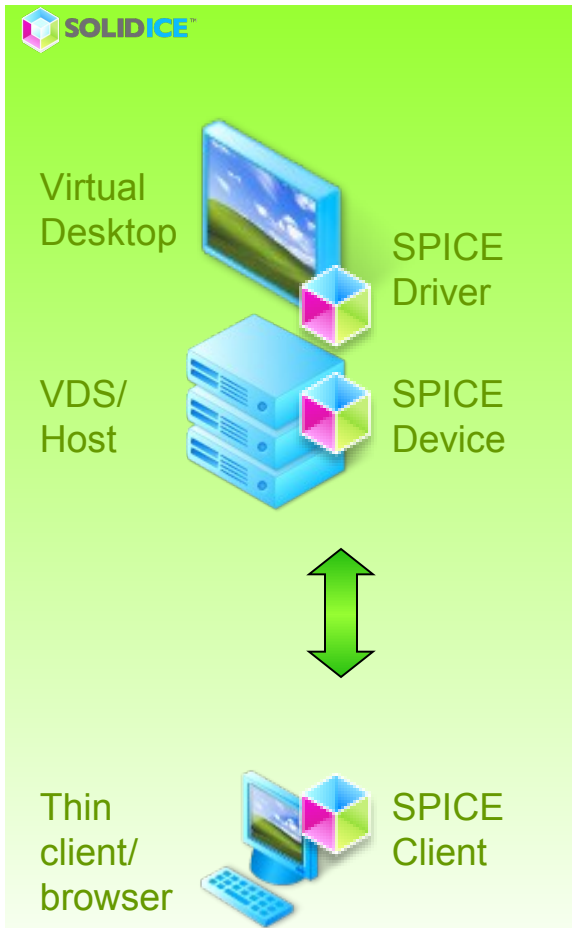 SOLIDICE™
Virtual
Desktop
SPICE
Driver
VDS/
Host
SPICE
Device
Thin
client/
browser
SPICE
Client